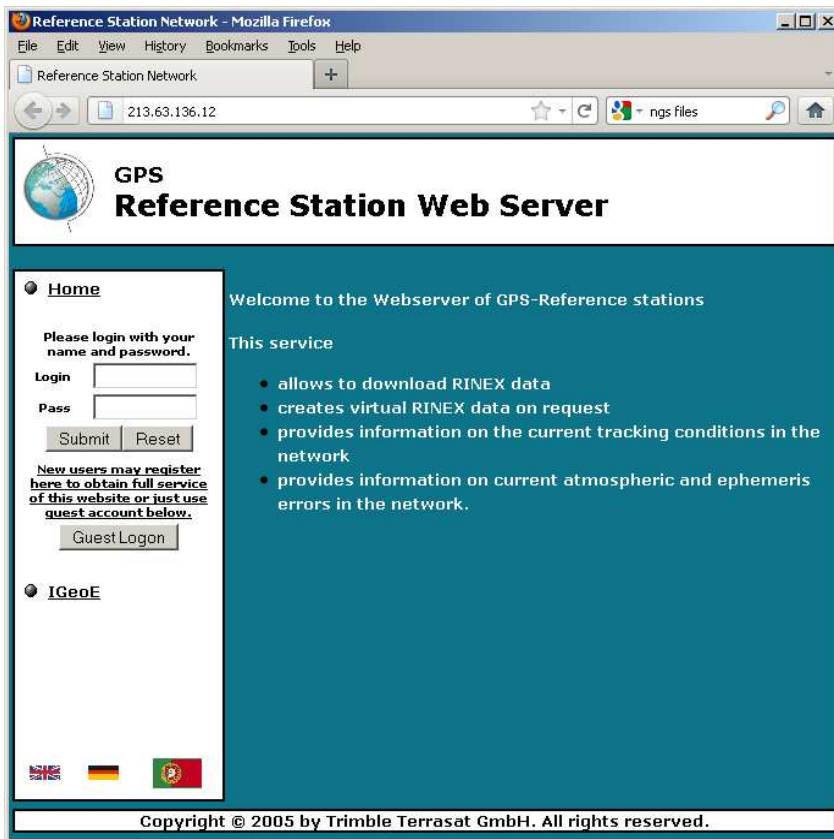 Reference Station Network - Mozilla Firefox
File Edit View History Bookmarks Tools Help
Reference Station Network
213.63.136.12
ngs files
GPS
Reference Station Web Server
Home
Please login with your
name and password.
Login
Pass
Submit Reset
New users may register
here to obtain full service
of this website or just use
guest account below.
Guest Logon
IGeoE
Welcome to the Webserver of GPS-Reference stations
This service
allows to download RINEX data
creates virtual RINEX data on request
provides information on the current tracking conditions in the
network
provides information on current atmospheric and ephemeris
errors in the network.
Copyright © 2005 by Trimble Terrasat GmbH. All rights reserved.